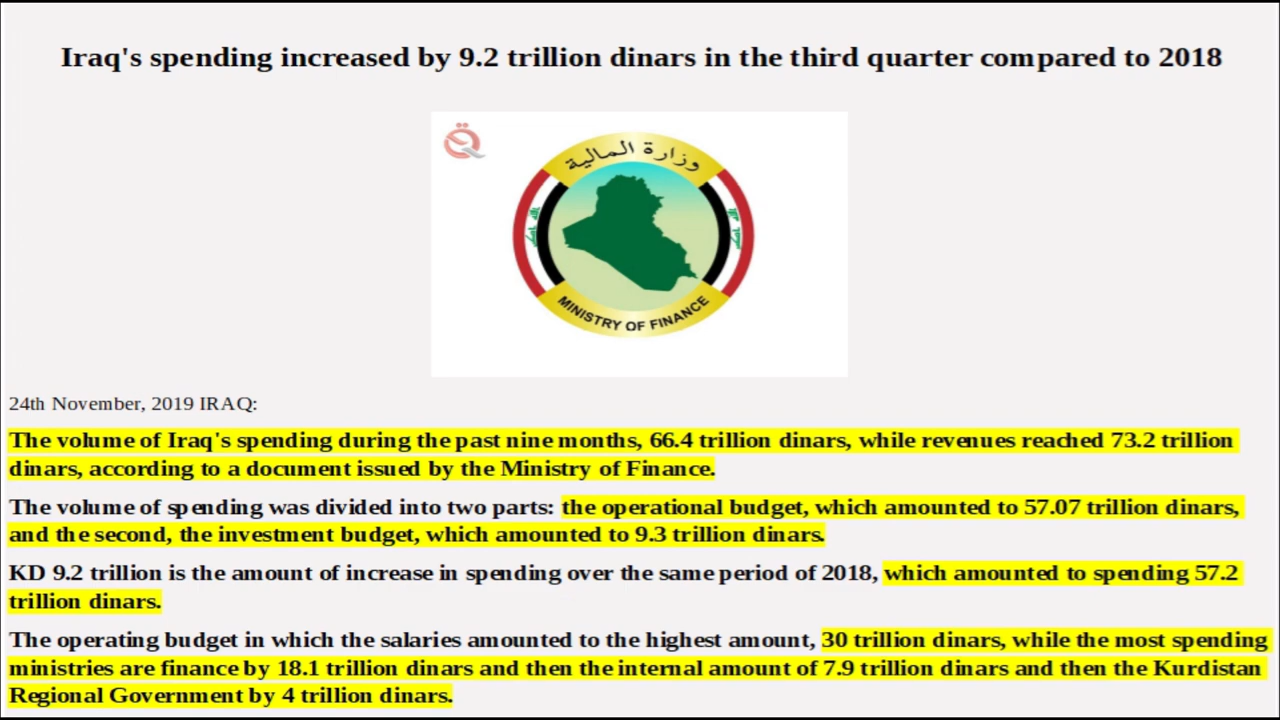 Iraq's spending increased by 9.2 trillion dinars in the third quarter compared to 2018
وزارة المالية
الله اكبر
الله اكبر
MINISTRY OF FINANCE
24th November, 2019 IRAQ:
The volume of Iraq's spending during the past nine months, 66.4 trillion dinars, while revenues reached 73.2 trillion
dinars, according to a document issued by the Ministry of Finance.
The volume of spending was divided into two parts: the operational budget, which amounted to 57.07 trillion dinars,
and the second, the investment budget, which amounted to 9.3 trillion dinars.
KD 9.2 trillion is the amount of increase in spending over the same period of 2018, which amounted to spending 57.2
trillion dinars.
The operating budget in which the salaries amounted to the highest amount, 30 trillion dinars, while the most spending
ministries are finance by 18.1 trillion dinars and then the internal amount of 7.9 trillion dinars and then the Kurdistan
Regional Government by 4 trillion dinars.